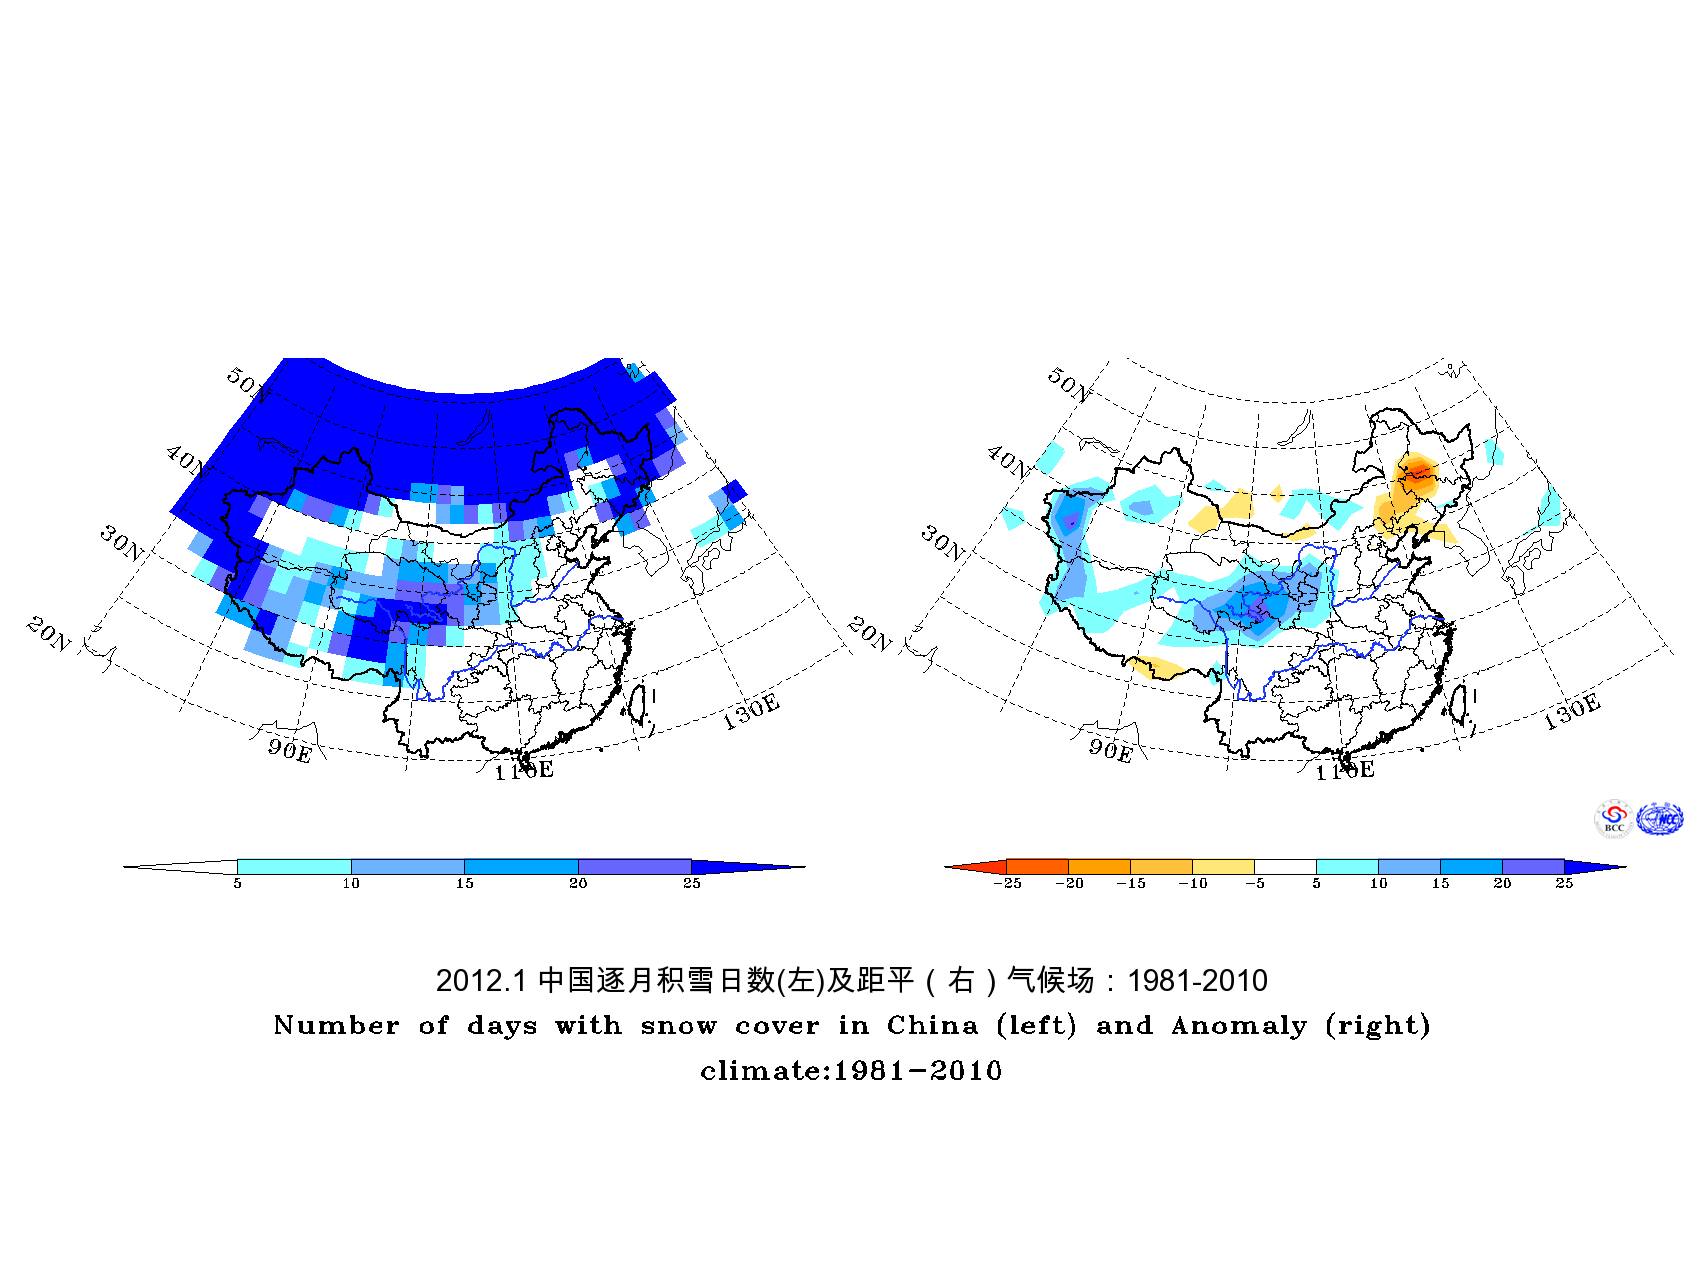 50N
50N
40N
40N
30N
30N
20N
20N
90E
110E
130E
90E
110E
130E
BCC
NCC
5 10 15 20 25
−25 −20 −15 −10 −5 5 10 15 20 25
2012.1 中国逐月积雪日数(左)及距平（右）气候场：1981-2010
Number of days with snow cover in China (left) and Anomaly (right)
climate:1981−2010